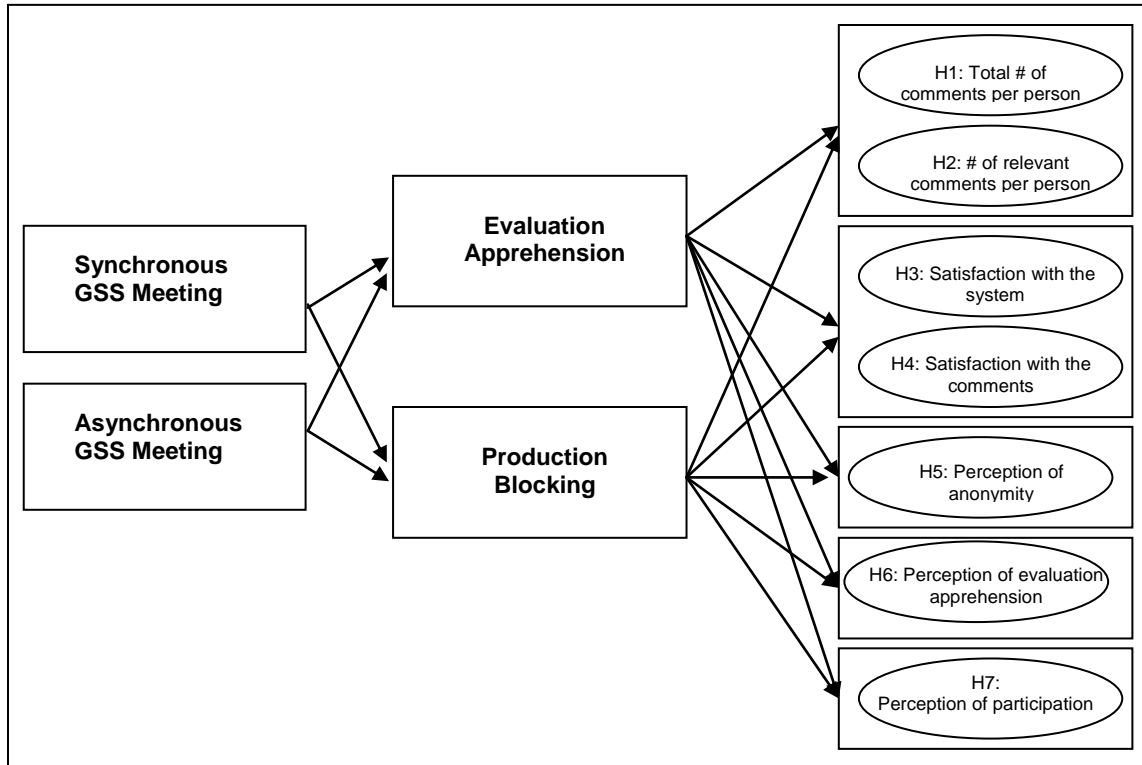 Synchronous
GSS Meeting
Asynchronous
GSS Meeting
Evaluation
Apprehension
Production
Blocking
H1: Total # of
comments per person
H2: # of relevant
comments per person
H3: Satisfaction with the
system
H4: Satisfaction with the
comments
H5: Perception of
anonymity
H6: Perception of evaluation
apprehension
H7:
Perception of participation